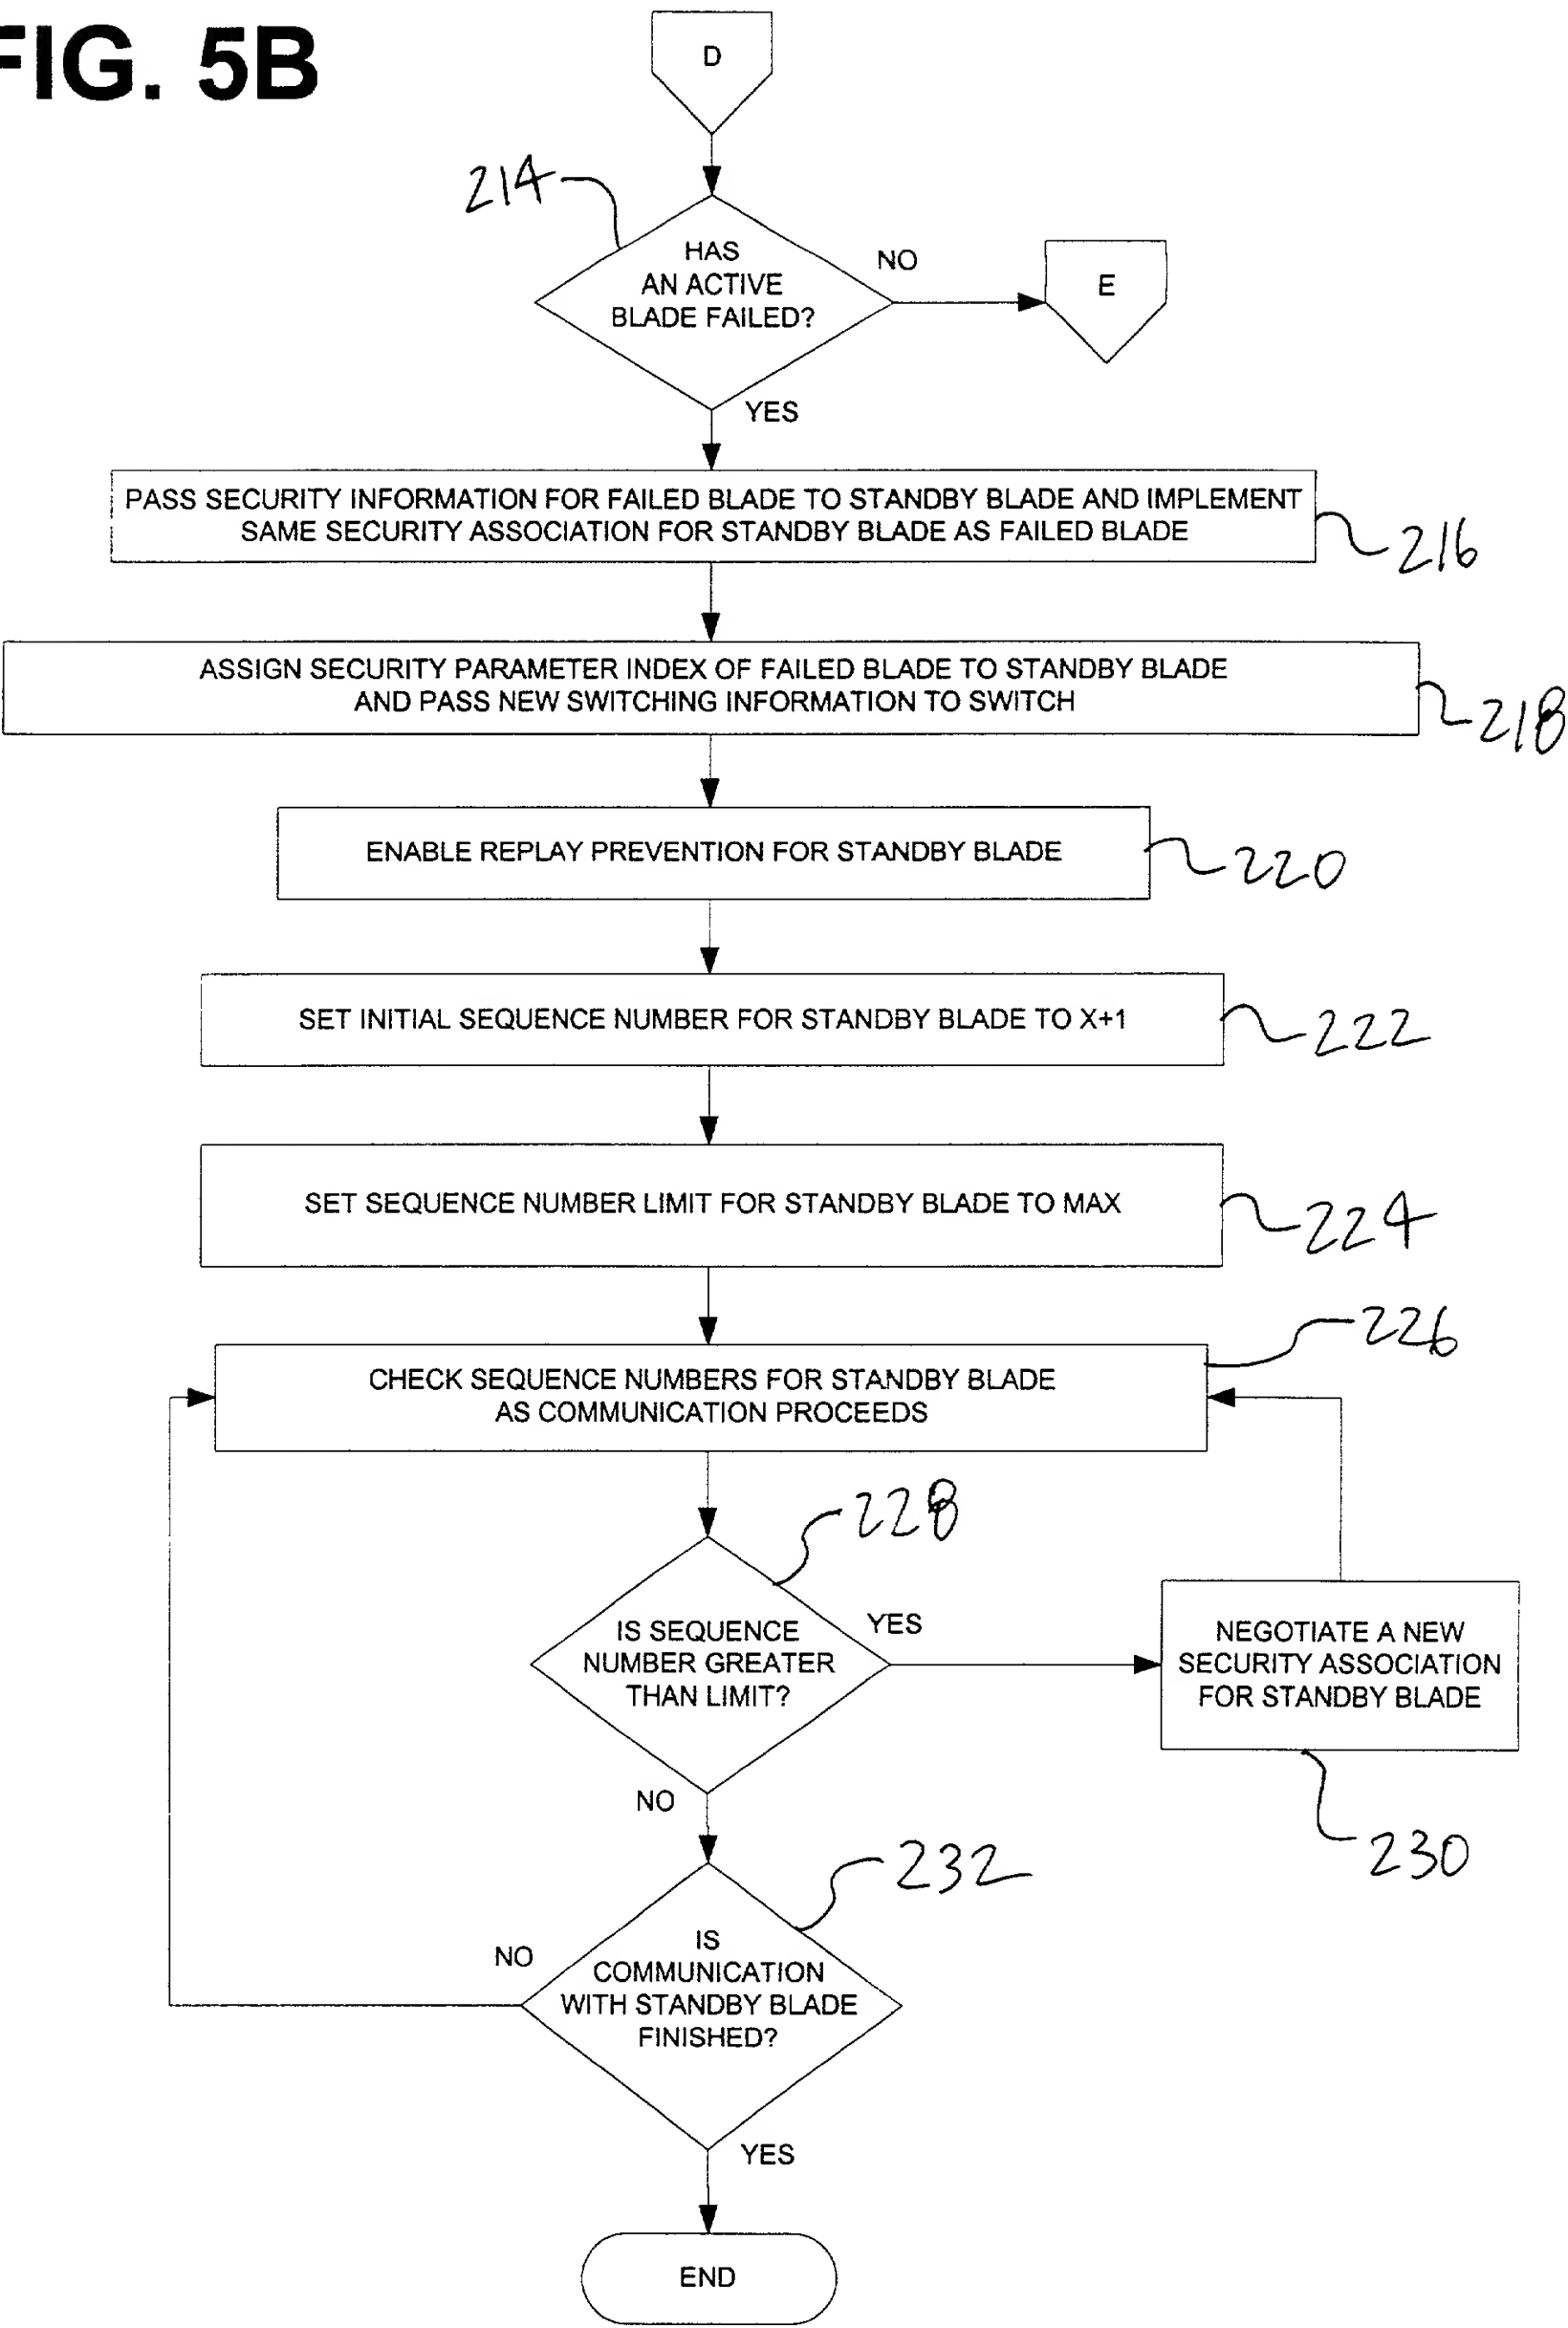 FIG. 5B
D
214
HAS
AN ACTIVE
BLADE FAILED?
NO
E
YES
PASS SECURITY INFORMATION FOR FAILED BLADE TO STANDBY BLADE AND IMPLEMENT
SAME SECURITY ASSOCIATION FOR STANDBY BLADE AS FAILED BLADE
216
ASSIGN SECURITY PARAMETER INDEX OF FAILED BLADE TO STANDBY BLADE
AND PASS NEW SWITCHING INFORMATION TO SWITCH
218
ENABLE REPLAY PREVENTION FOR STANDBY BLADE
220
SET INITIAL SEQUENCE NUMBER FOR STANDBY BLADE TO X+1
222
SET SEQUENCE NUMBER LIMIT FOR STANDBY BLADE TO MAX
224
226
CHECK SEQUENCE NUMBERS FOR STANDBY BLADE
AS COMMUNICATION PROCEEDS
228
IS SEQUENCE
NUMBER GREATER
THAN LIMIT?
YES
NEGOTIATE A NEW
SECURITY ASSOCIATION
FOR STANDBY BLADE
230
NO
232
IS
COMMUNICATION
WITH STANDBY BLADE
FINISHED?
NO
YES
END